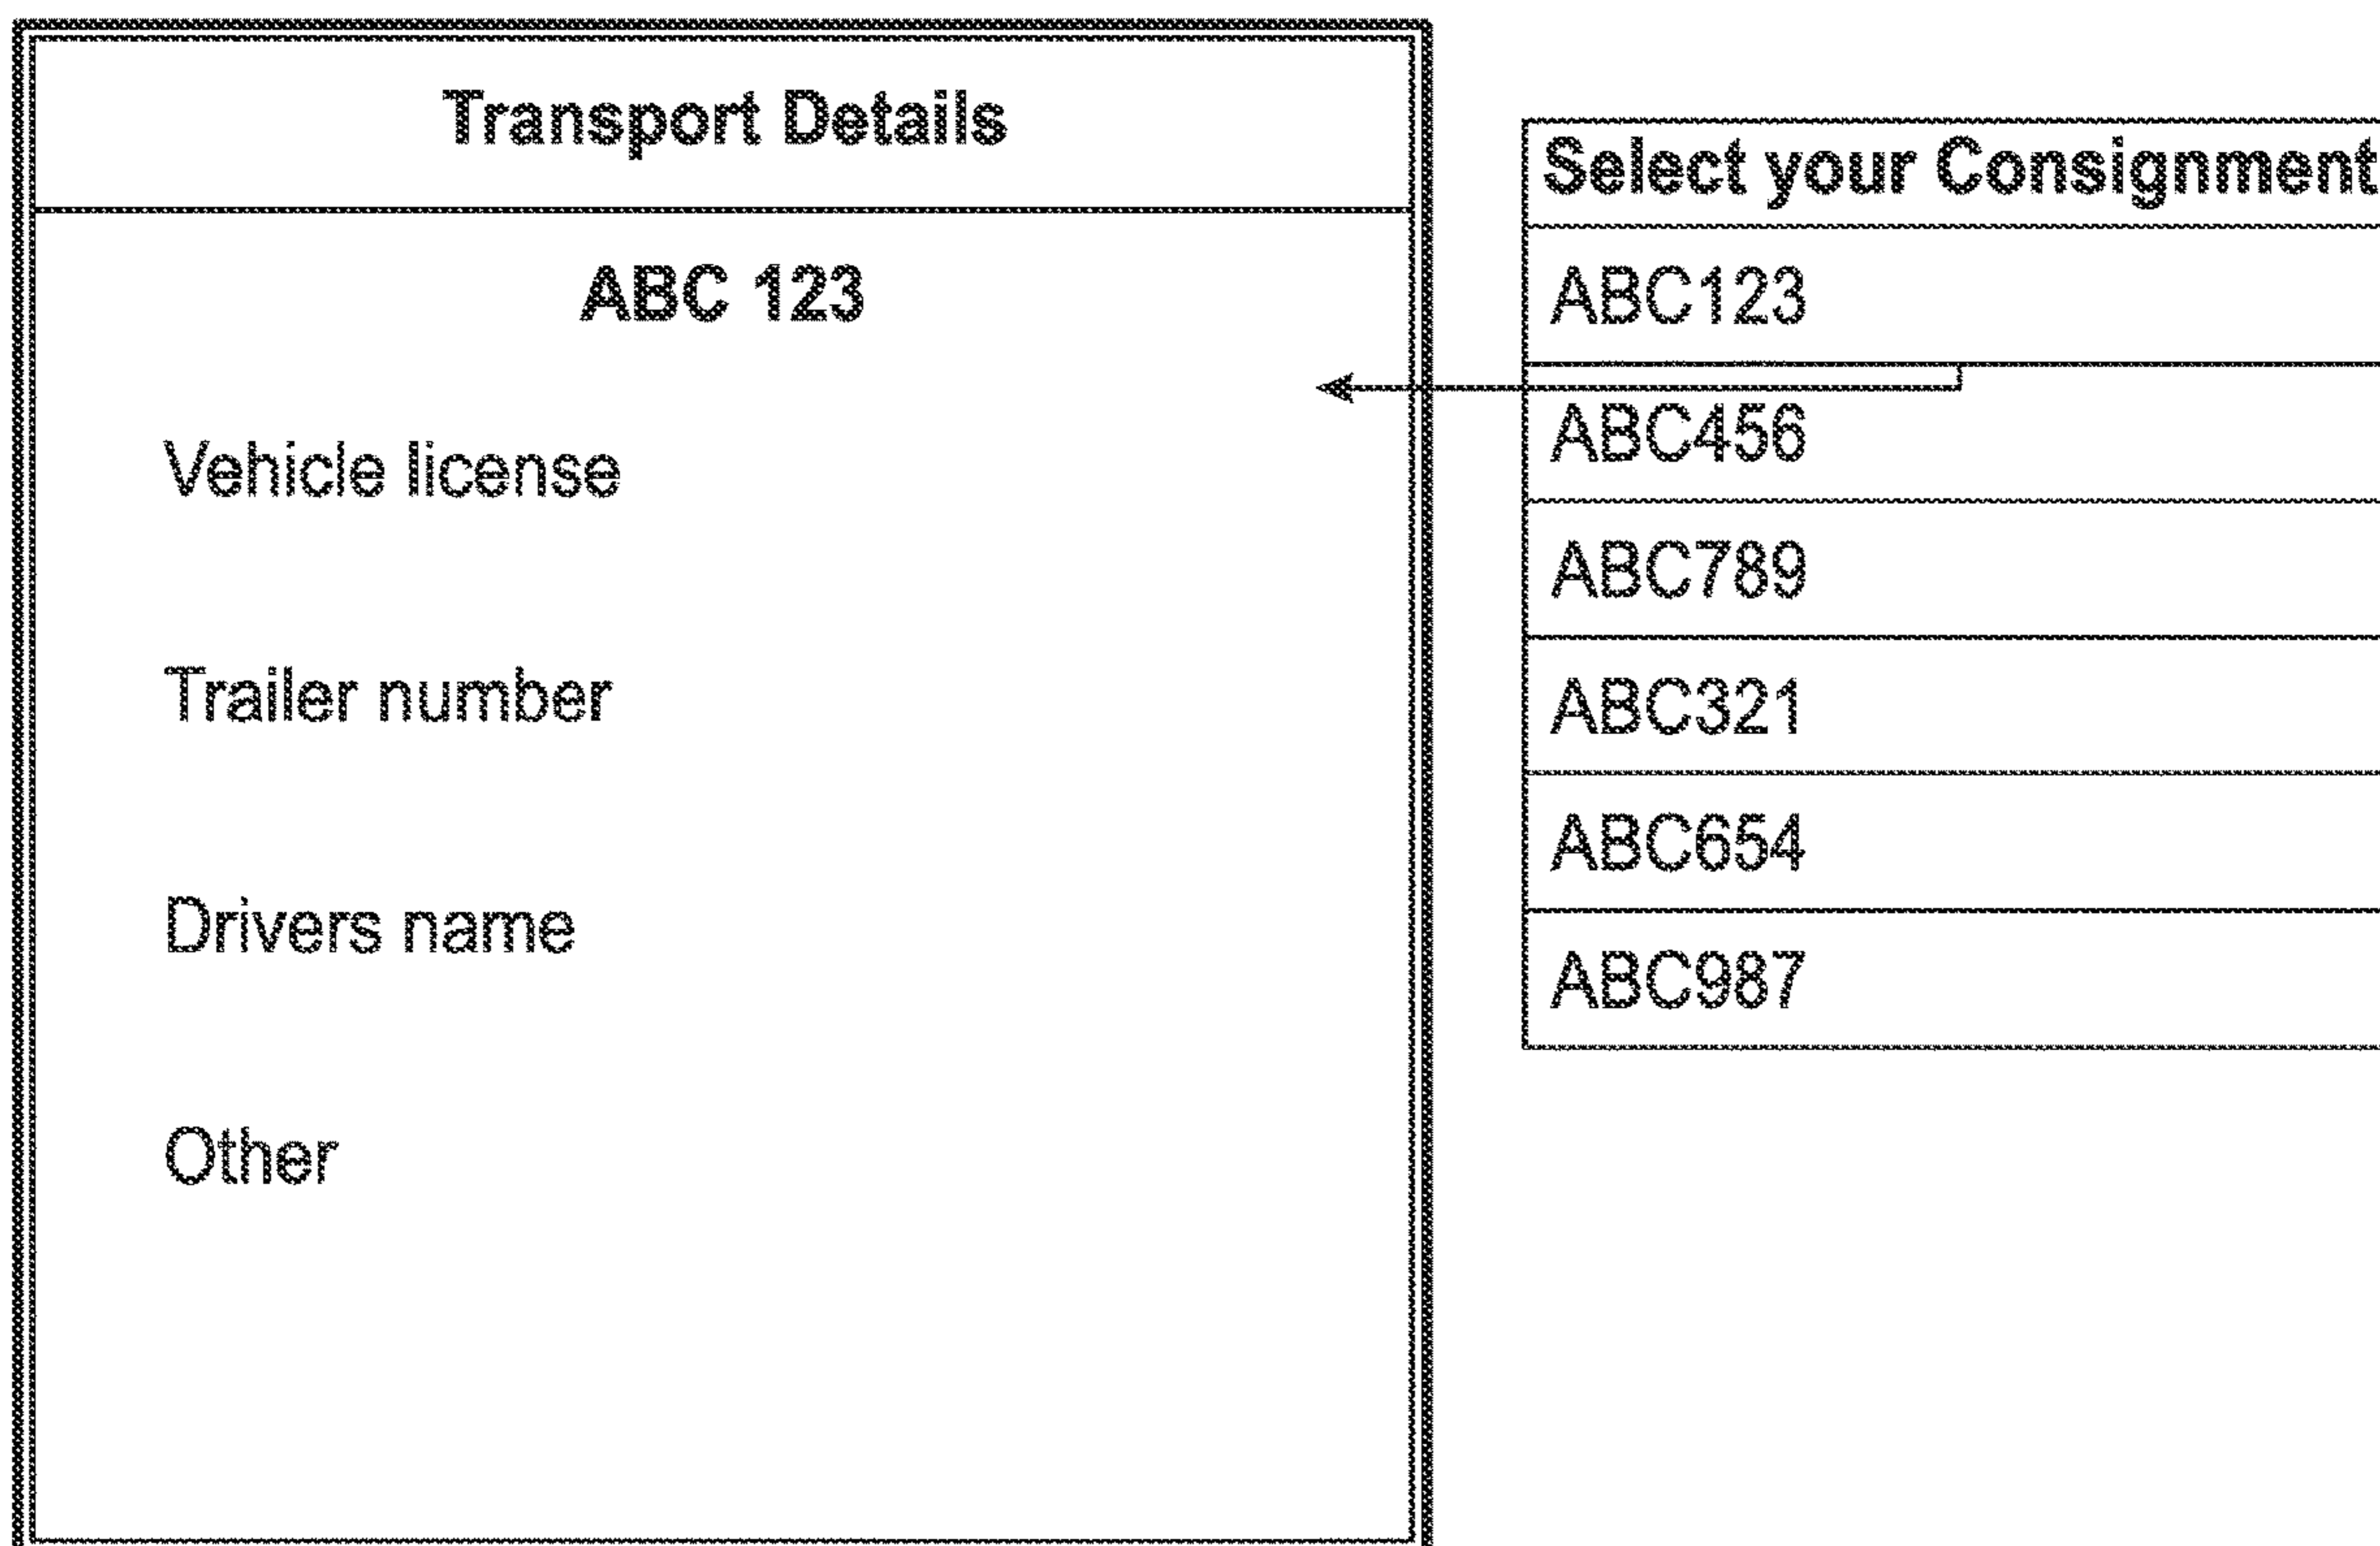 Transport Details
ABC 123
Vehicle license
Trailer number
Drivers name
Other
Select your Consignment
ABC123
ABC456
ABC789
ABC321
ABC654
ABC987